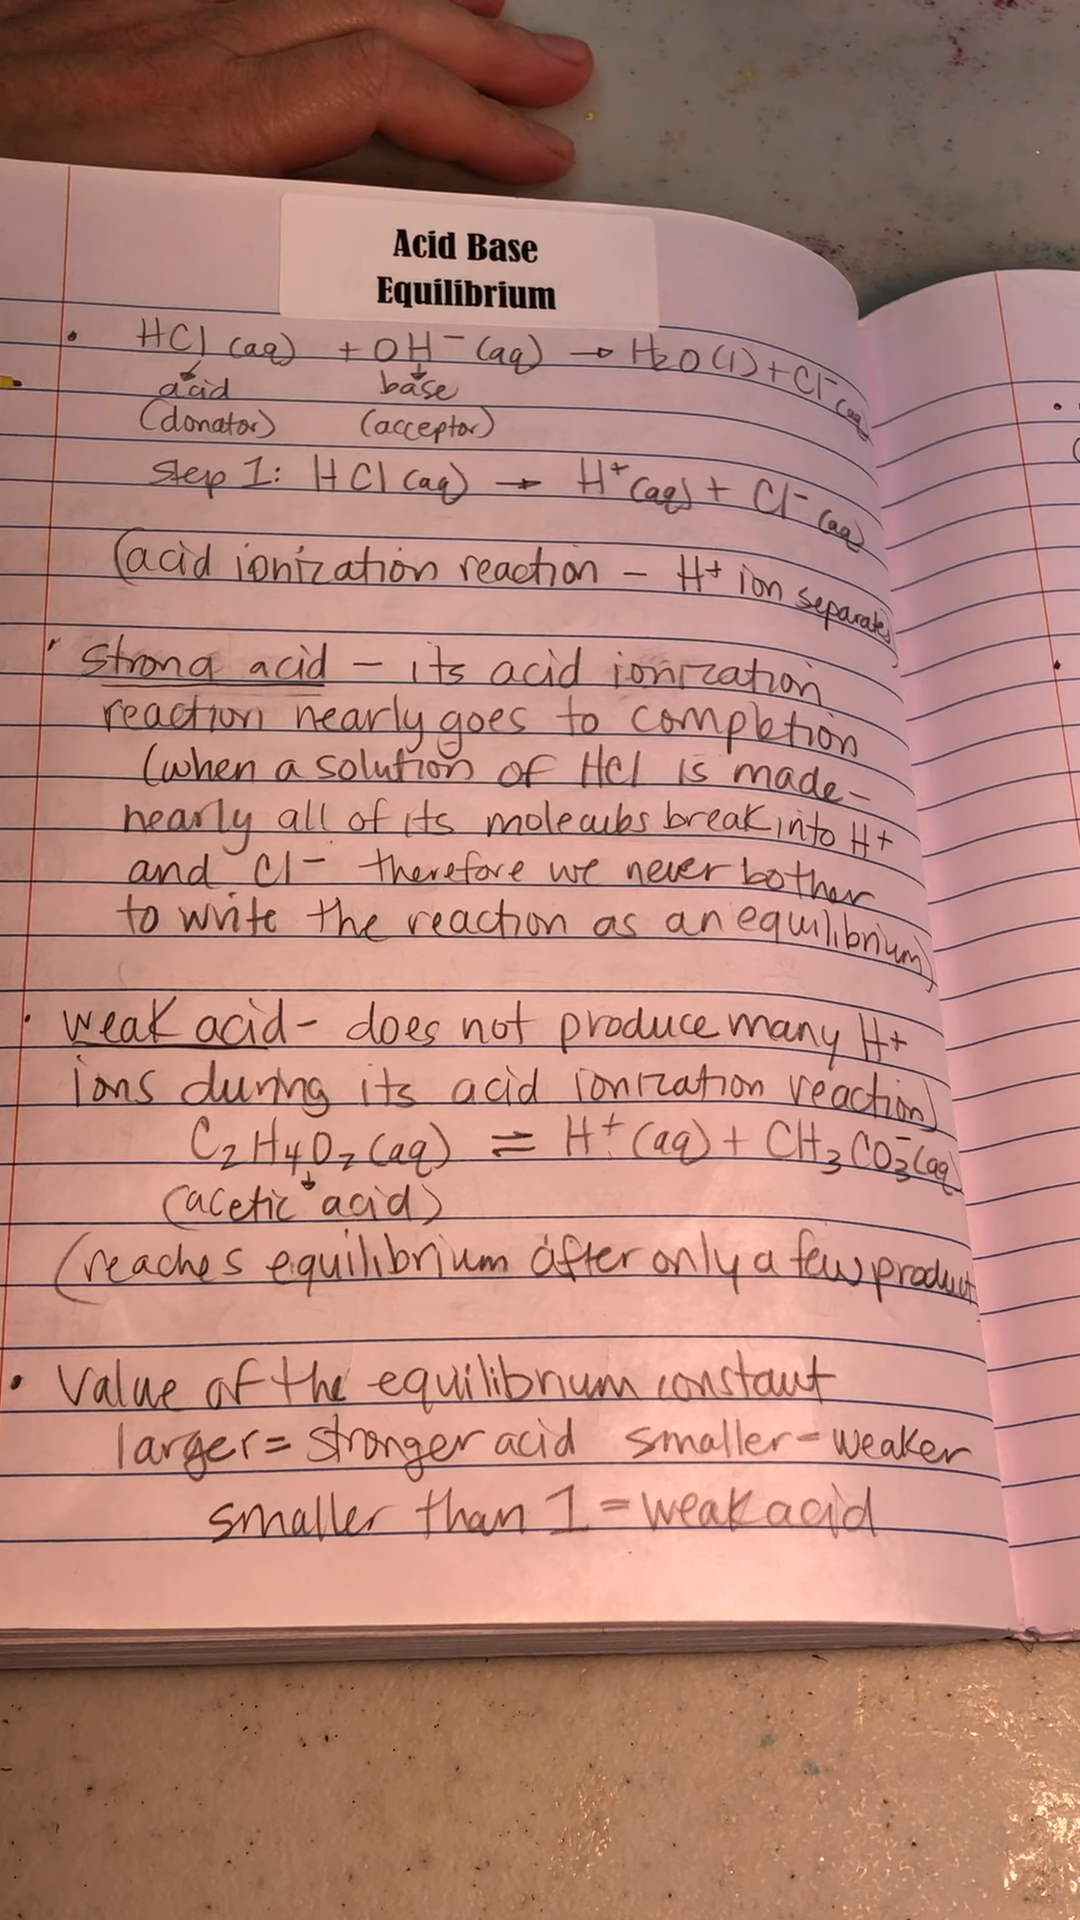 Acid Base
Equilibrium
• HCl (aq) + OH⁻ (aq) → H₂O (l) + Cl⁻ (aq)
acid base
(donator) (acceptor)
Step 1: HCl (aq) → H⁺ (aq) + Cl⁻ (aq)
(acid ionization reaction – H+ ion separates
• strong acid – its acid ionization
reaction nearly goes to completion
(when a solution of HCl is made –
nearly all of its molecules break into H+
and Cl – therefore we never bother
to write the reaction as an equilibrium)
• weak acid – does not produce many H+
ions during its acid ionization reaction)
C₂H₄O₂ (aq) ⇌ H⁺ (aq) + CH₃CO₃⁻ (aq)
(acetic acid)
(reaches equilibrium after only a few product
• Value of the equilibrium constant
larger = stronger acid smaller = weaker
smaller than 1 = weak acid